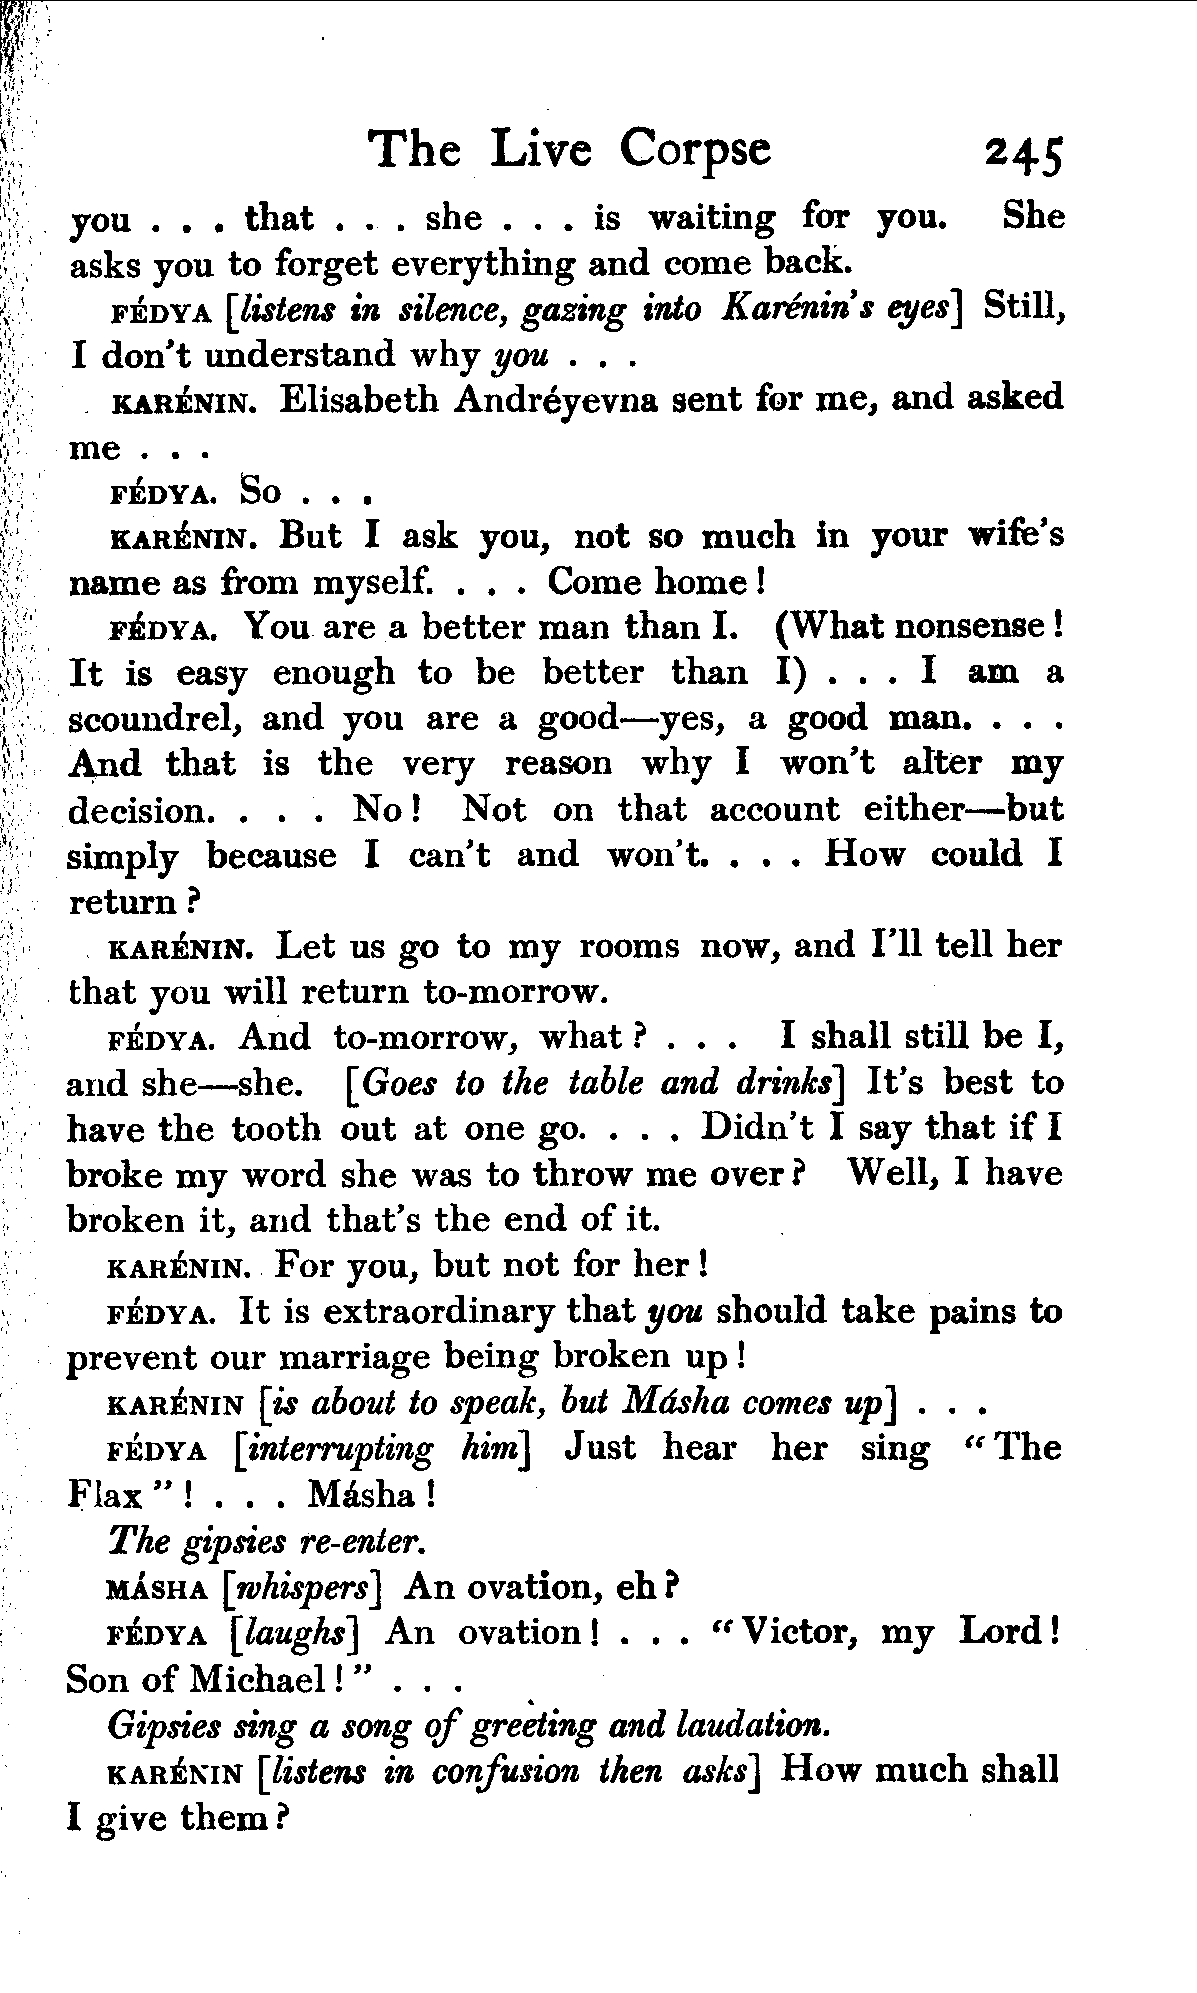 The Live Corpse 245
you . . . that . . . she . . . is waiting for you. She
asks you to forget everything and come back.
FÉDYA [listens in silence, gazing into Karénin's eyes] Still,
I don't understand why you . . .
KARÉNIN. Elisabeth Andréyevna sent for me, and asked
me . . .
FÉDYA. So . . .
KARÉNIN. But I ask you, not so much in your wife's
name as from myself. . . . Come home!
FÉDYA. You are a better man than I. (What nonsense!
It is easy enough to be better than I) . . . I am a
scoundrel, and you are a good—yes, a good man. . . .
And that is the very reason why I won't alter my
decision. . . . No! Not on that account either—but
simply because I can't and won't. . . . How could I
return?
KARÉNIN. Let us go to my rooms now, and I'll tell her
that you will return to-morrow.
FÉDYA. And to-morrow, what? . . . I shall still be I,
and she—she. [Goes to the table and drinks] It's best to
have the tooth out at one go. . . . Didn't I say that if I
broke my word she was to throw me over? Well, I have
broken it, and that's the end of it.
KARÉNIN. For you, but not for her!
FÉDYA. It is extraordinary that you should take pains to
prevent our marriage being broken up!
KARÉNIN [is about to speak, but Másha comes up] . . .
FÉDYA [interrupting him] Just hear her sing "The
Flax"! . . . Másha!
The gipsies re-enter.
MÁSHA [whispers] An ovation, eh?
FÉDYA [laughs] An ovation! . . . "Victor, my Lord!
Son of Michael!" . . .
Gipsies sing a song of greeting and laudation.
KARÉNIN [listens in confusion then asks] How much shall
I give them?